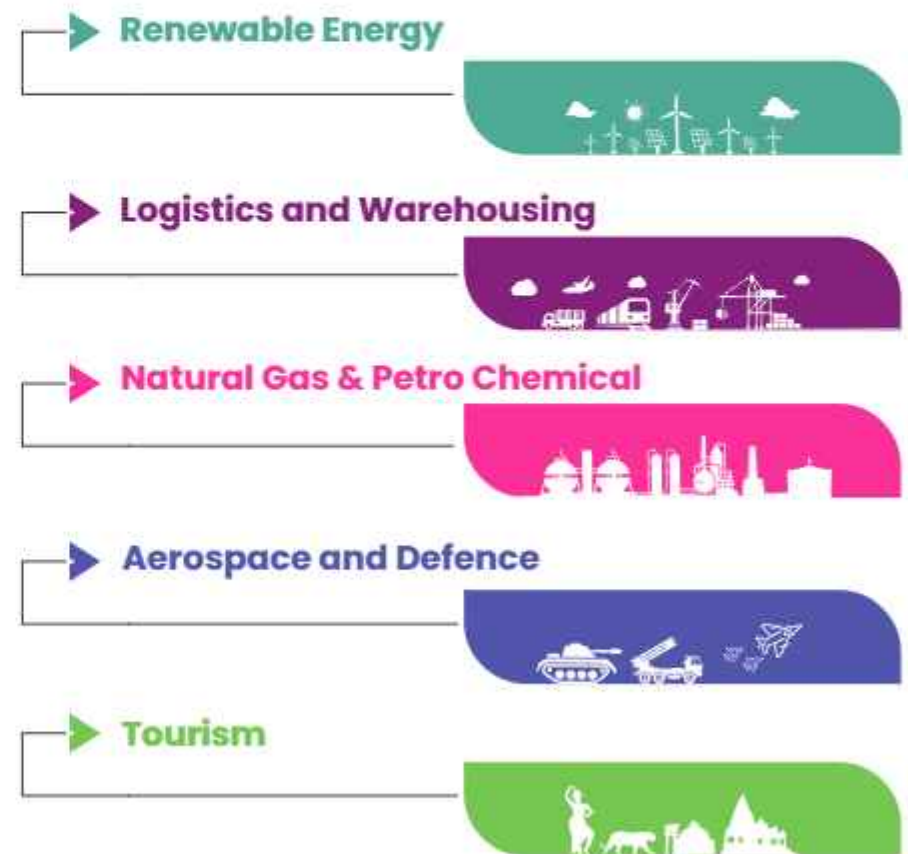 Renewable Energy
Logistics and Warehousing
Natural Gas & Petro Chemical
Aerospace and Defence
Tourism